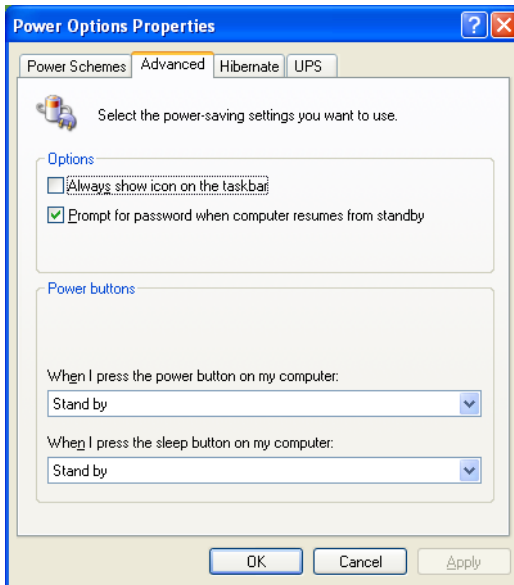 Power Options Properties
Power Schemes Advanced Hibernate UPS
Select the power-saving settings you want to use.
Options
Always show icon on the taskbar
Prompt for password when computer resumes from standby
Power buttons
When I press the power button on my computer:
Stand by
When I press the sleep button on my computer:
Stand by
OK Cancel Apply